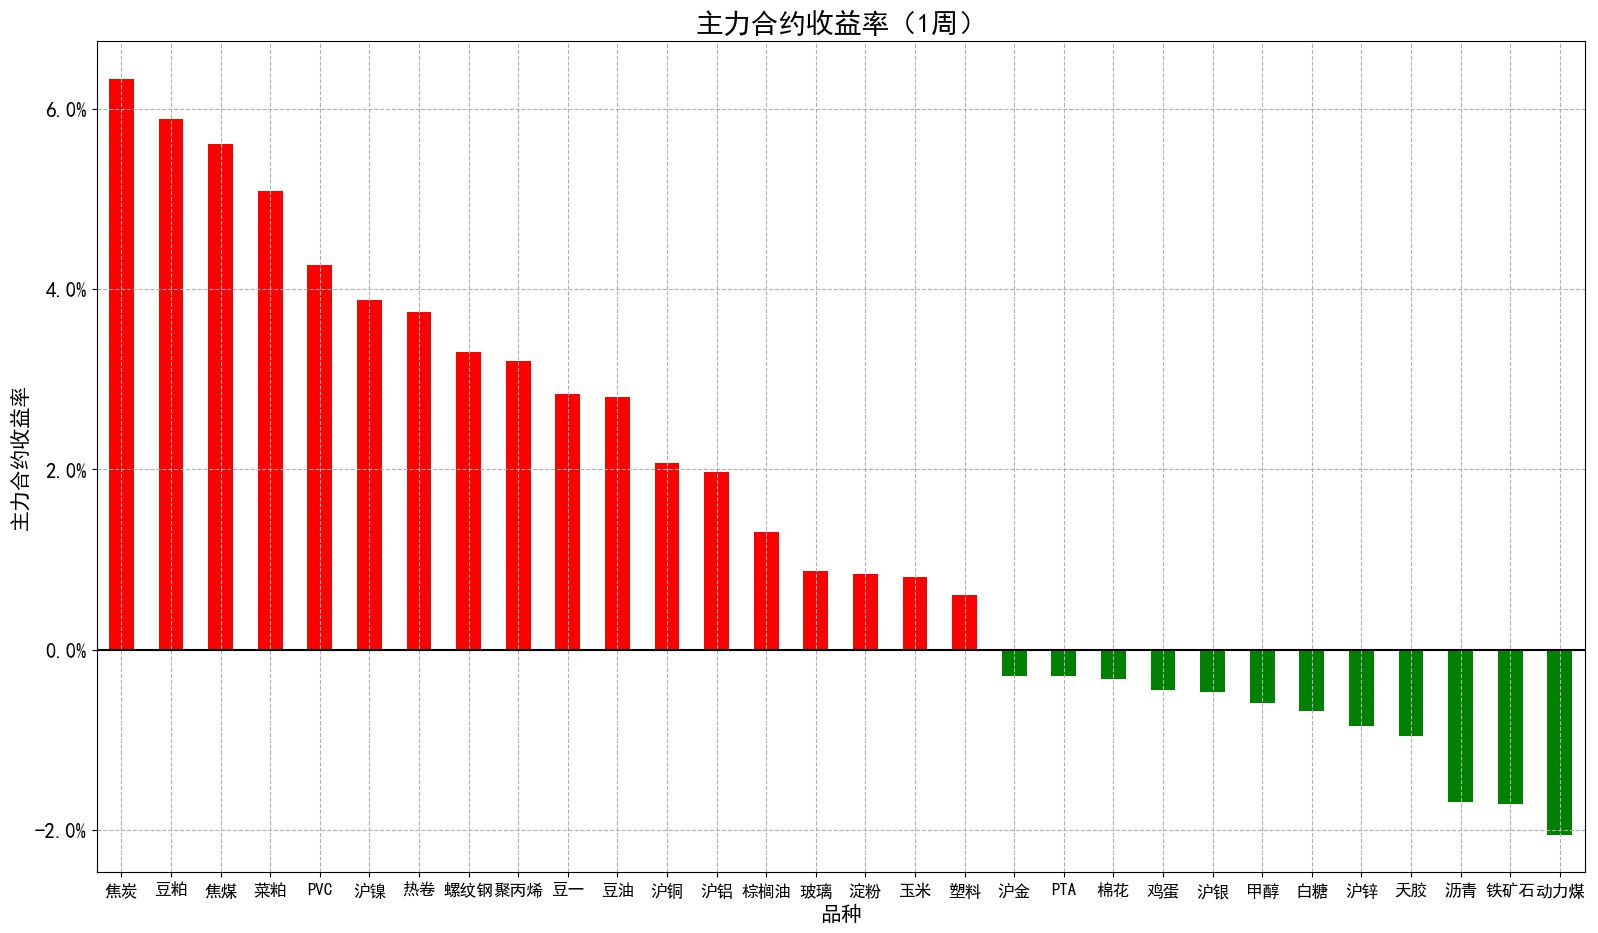 主力合约收益率（1周）
主力合约收益率
6.0%
4.0%
2.0%
0.0%
−2.0%
焦炭 豆粕 焦煤 菜粕 PVC 沪镍 热卷 螺纹钢 聚丙烯 豆一 豆油 沪铜 沪铝 棕榈油 玻璃 淀粉 玉米 塑料 沪金 PTA 棉花 鸡蛋 沪银 甲醇 白糖 沪锌 天胶 沥青 铁矿石 动力煤
品种